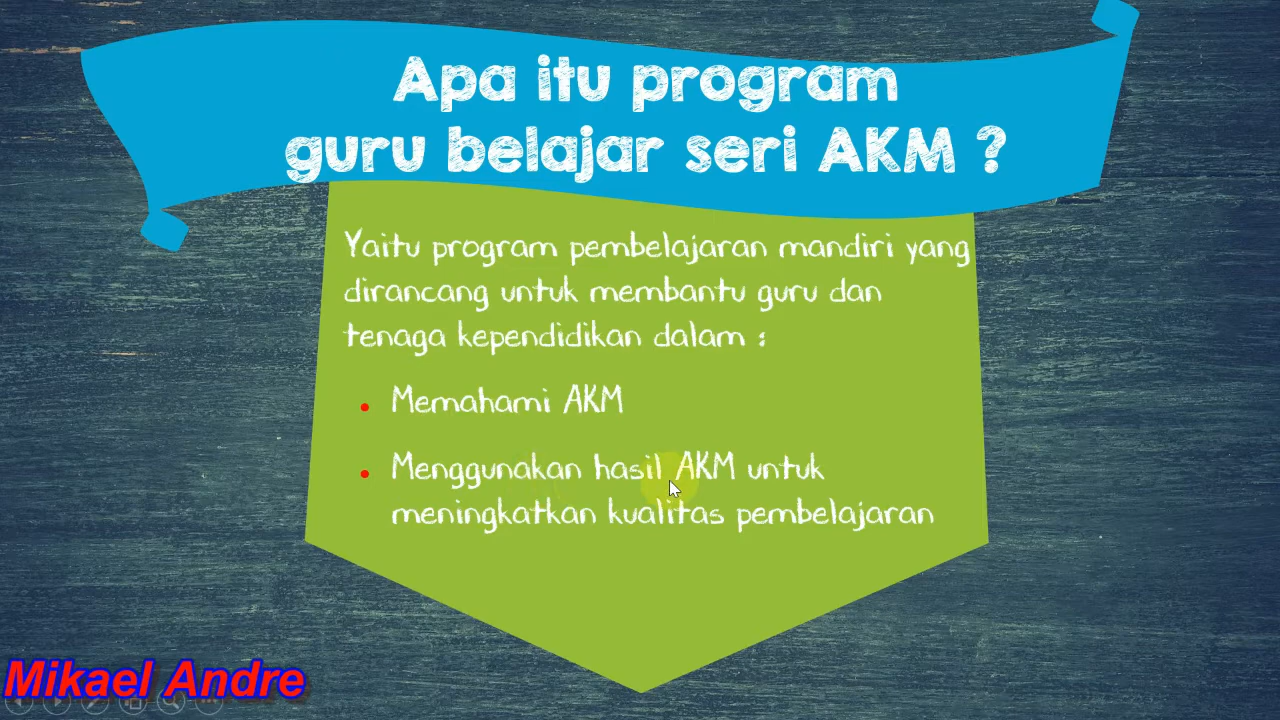 Apa itu program
guru belajar seri AKM ?
Yaitu program pembelajaran mandiri yang
dirancang untuk membantu guru dan
tenaga kependidikan dalam :
• Memahami AKM
• Menggunakan hasil AKM untuk
meningkatkan kualitas pembelajaran
Mikael Andre